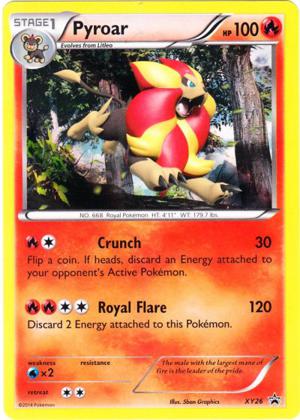 STAGE1 Pyroar HP 100
Evolves from Litleo
NO. 668 Royal Pokémon HT. 4'11" WT. 179.7 lbs.
Crunch 30
Flip a coin. If heads, discard an Energy attached to
your opponent's Active Pokémon.
Royal Flare 120
Discard 2 Energy attached to this Pokémon.
weakness resistance
×2
retreat
The male with the largest mane of
fire is the leader of the pride.
Illus. 5ban Graphics
©2014 Pokémon
XY26
PROMO